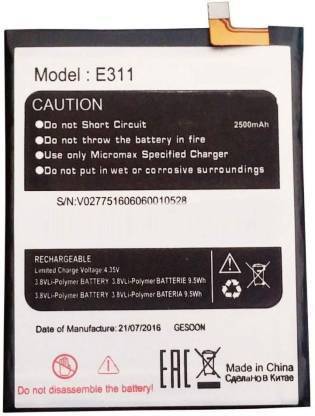 Model : E311
CAUTION
●Do not Short Circuit 2500mAh
●Do not throw the battery in fire
●Use only Micromax Specified Charger
●Do not put in wet or corrosive surroundings
S/N:V027751606060010528
RECHARGEABLE
Limited Charge Voltage 4.35V
3.8VLi-Polymer BATTERY 3.8VLi-Polymer BATTERIE 9.5Wh
3.8VLi-Polymer BATTERY 3.8VLi-Polymer BATERIA 9.5Wh
Date of Manufacture: 21/07/2016 GESOON
Do not disassemble the battery!
EAC
Made in China
Сделано в Китае